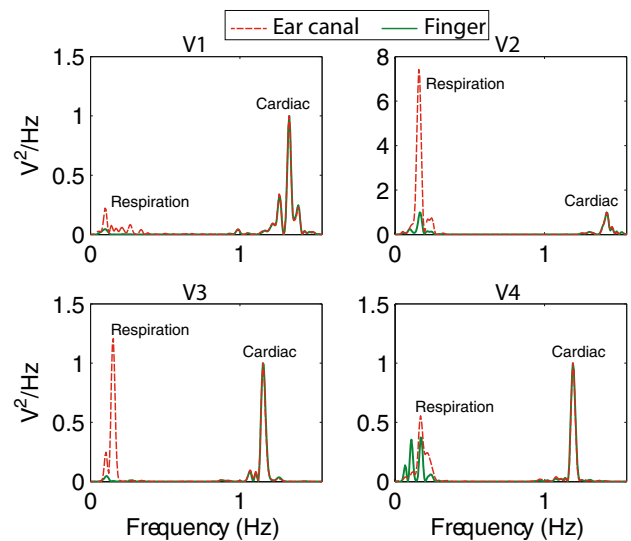 Ear canal Finger
V1 V2
1.5 8
Cardiac Respiration
6
1
V²/Hz
4
0.5
Respiration 2 Cardiac
0 0
0 1 0 1
V3 V4
1.5 1.5
Respiration Cardiac Cardiac
1 1
V²/Hz
0.5 0.5
Respiration
0 0
0 1 0 1
Frequency (Hz) Frequency (Hz)